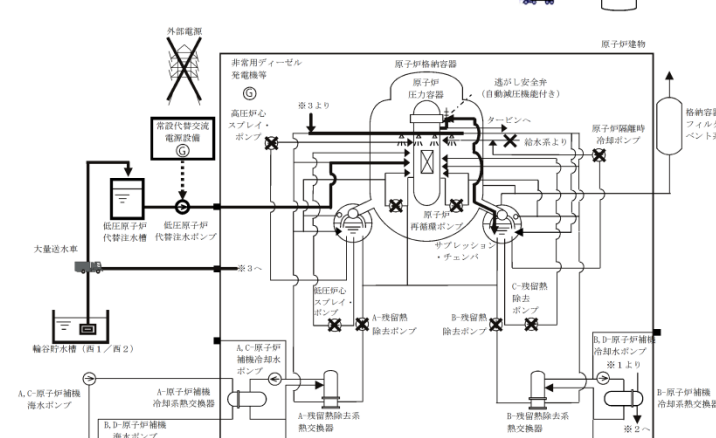 外部電源
原子炉建物
非常用ディーゼル
発電機等
G
原子炉格納容器
原子炉
圧力容器
逃がし安全弁
(自動減圧機能付き)
※3より
タービンへ
高圧炉心
スプレイ・
ポンプ
給水系より
原子炉隔離時
冷却ポンプ
格納容器
フィルタ
ベント系
常設代替交流
電源設備
G
低圧原子炉
代替注水槽
低圧原子炉
代替注水ポンプ
原子炉
再循環ポンプ
サプレッション
・チェンバ
大量送水車
※3へ
低圧炉心
スプレイ・
ポンプ
A-残留熱
除去ポンプ
B-残留熱
除去ポンプ
C-残留熱
除去
ポンプ
輪谷貯水槽(西1/西2)
A,C-原子炉
補機冷却水
ポンプ
B,D-原子炉補機
冷却水ポンプ
※1より
A,C-原子炉補機
海水ポンプ
A-原子炉補機
冷却系熱交換器
B-原子炉補機
冷却系熱交換器
A-残留熱除去系
熱交換器
B-残留熱除去系
熱交換器
※2へ
B,D-原子炉補機
海水ポンプ